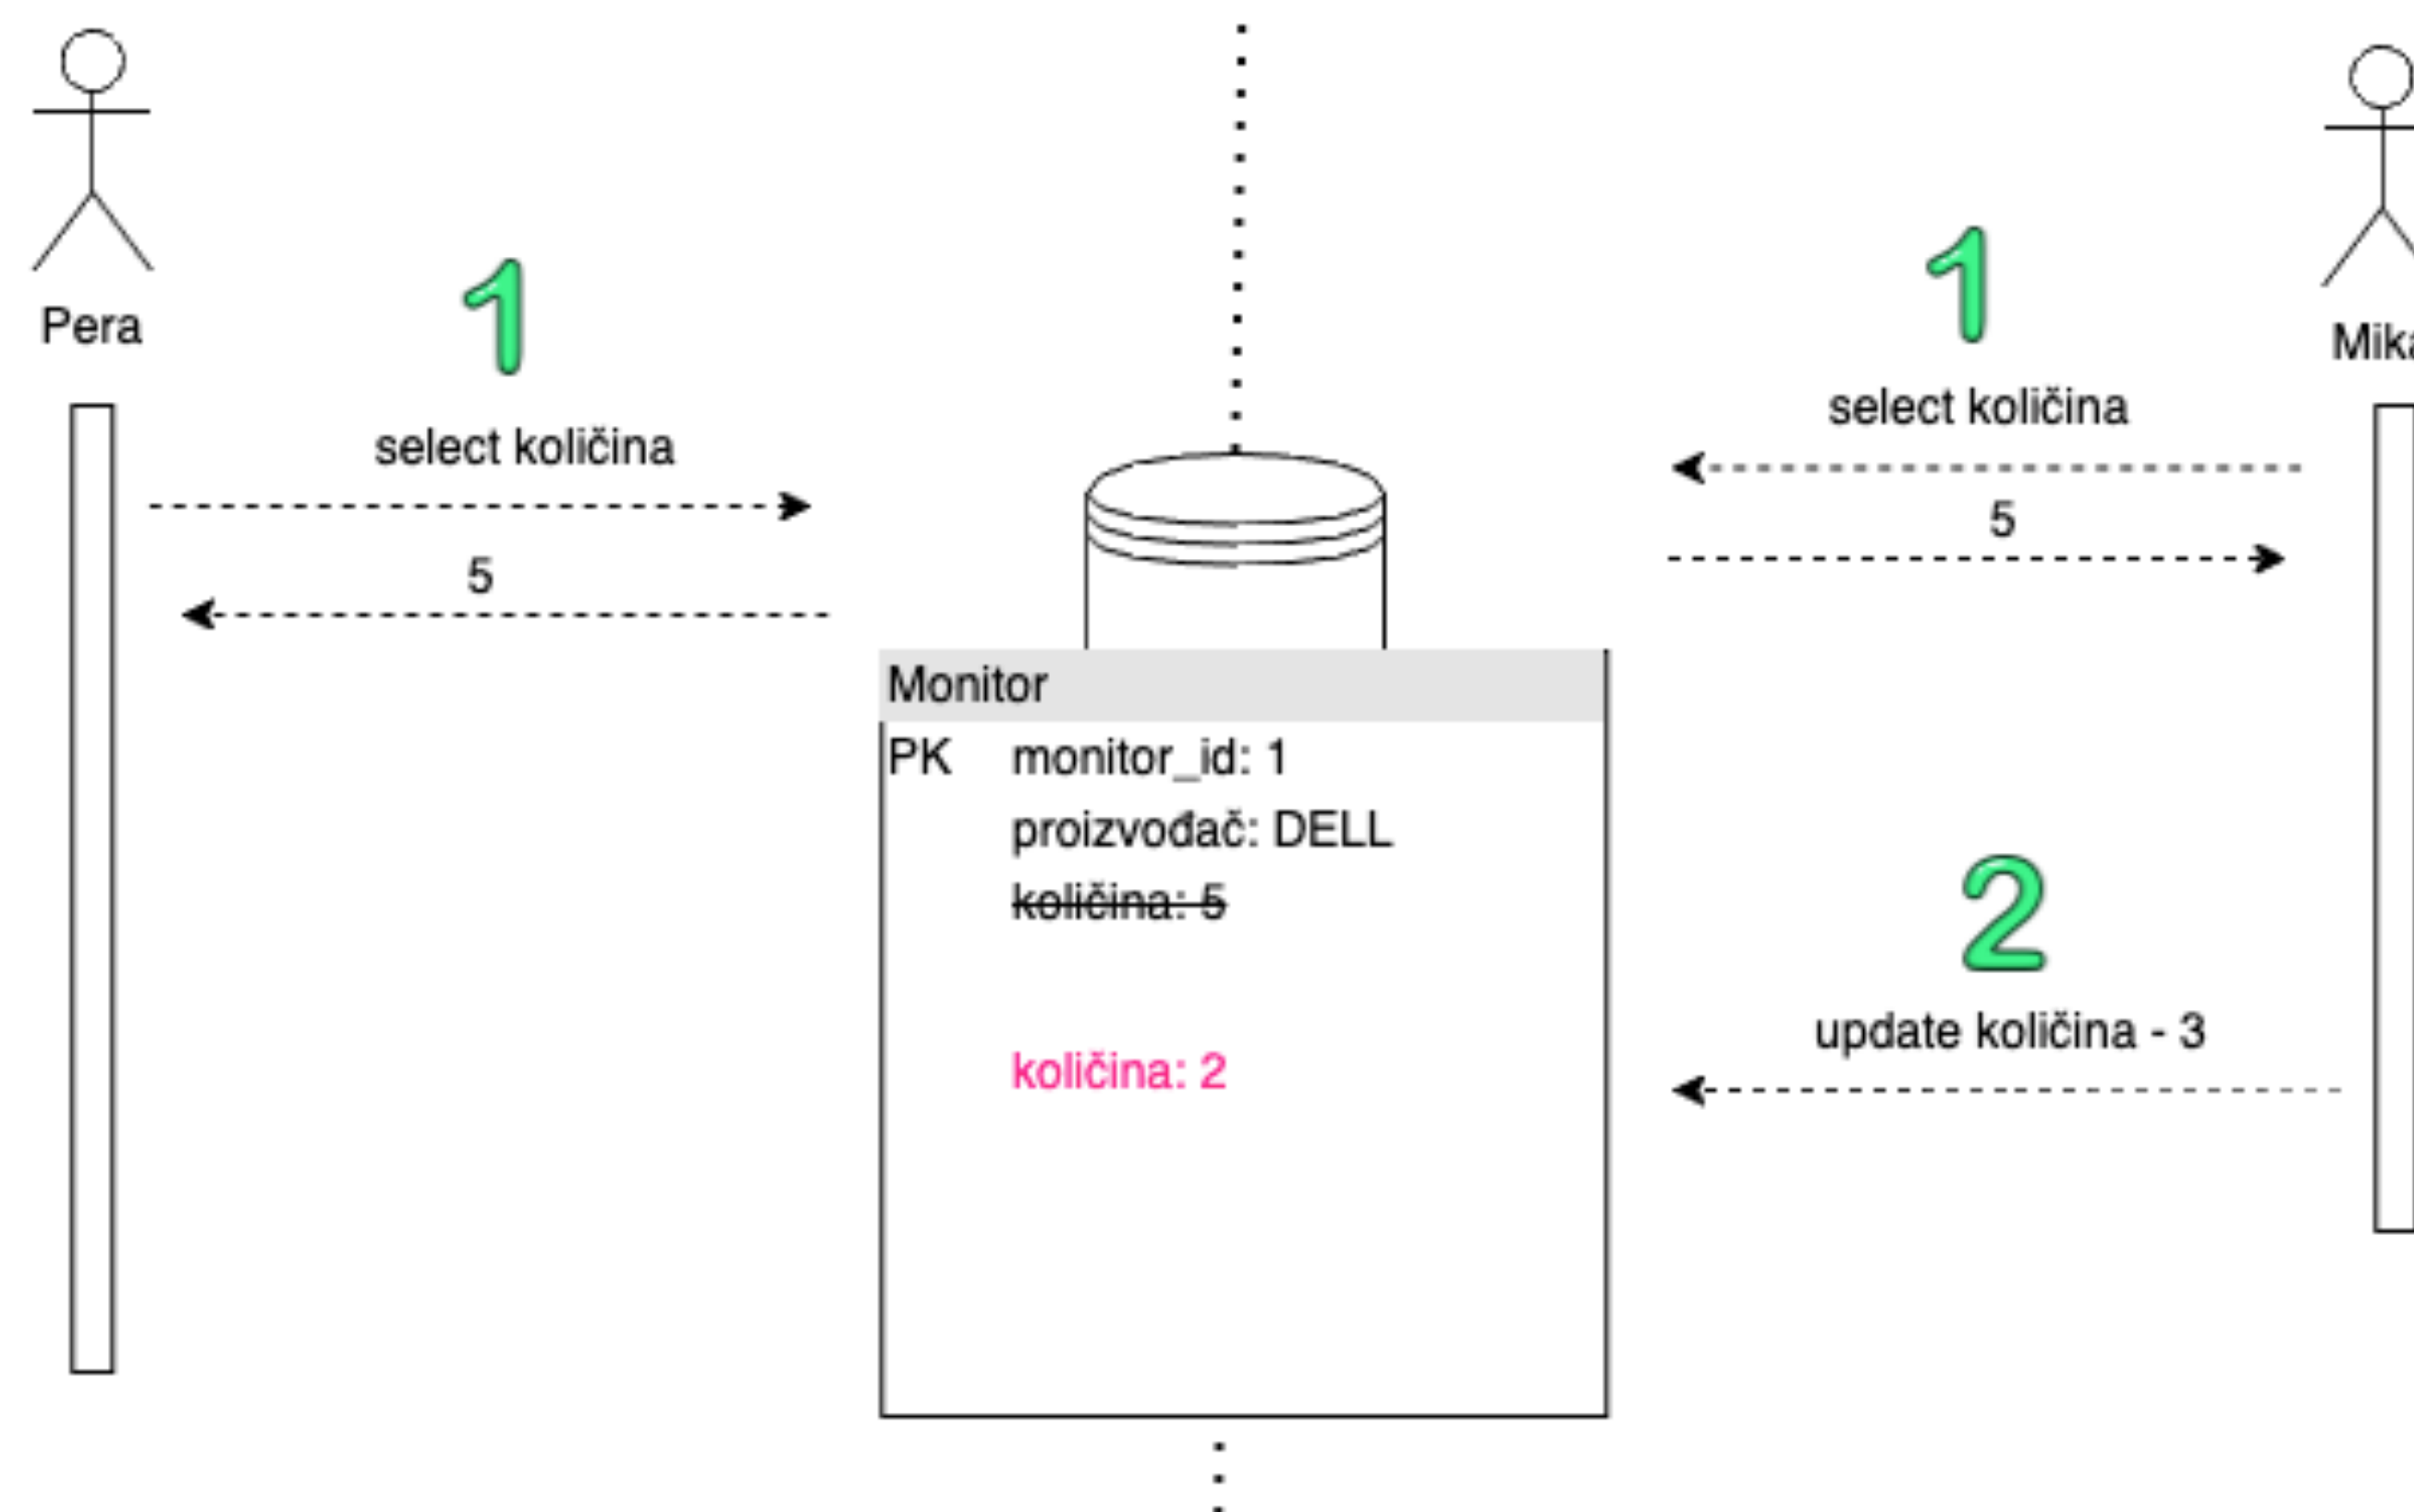 Pera
1
select količina
5
1
Mika
select količina
5
Monitor
PK monitor_id: 1
proizvođač: DELL
količina: 5
količina: 2
2
update količina - 3